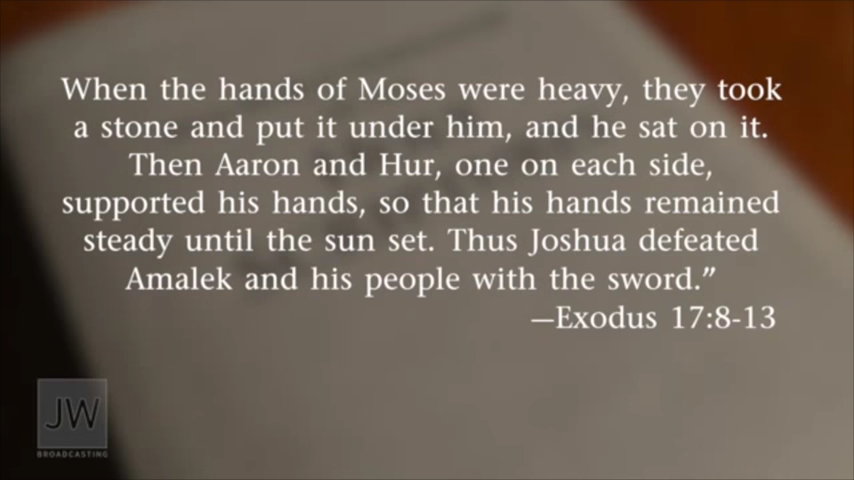 When the hands of Moses were heavy, they took
a stone and put it under him, and he sat on it.
Then Aaron and Hur, one on each side,
supported his hands, so that his hands remained
steady until the sun set. Thus Joshua defeated
Amalek and his people with the sword.”
—Exodus 17:8-13
JW
BROADCASTING